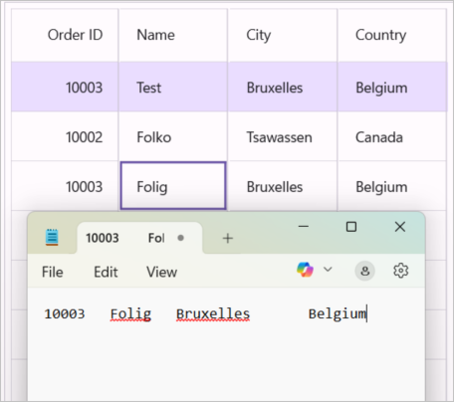 Order ID Name City Country
10003 Test Bruxelles Belgium
10002 Folko Tsawassen Canada
10003 Folig Bruxelles Belgium
10003 Fol
File Edit View
10003 Folig Bruxelles Belgium